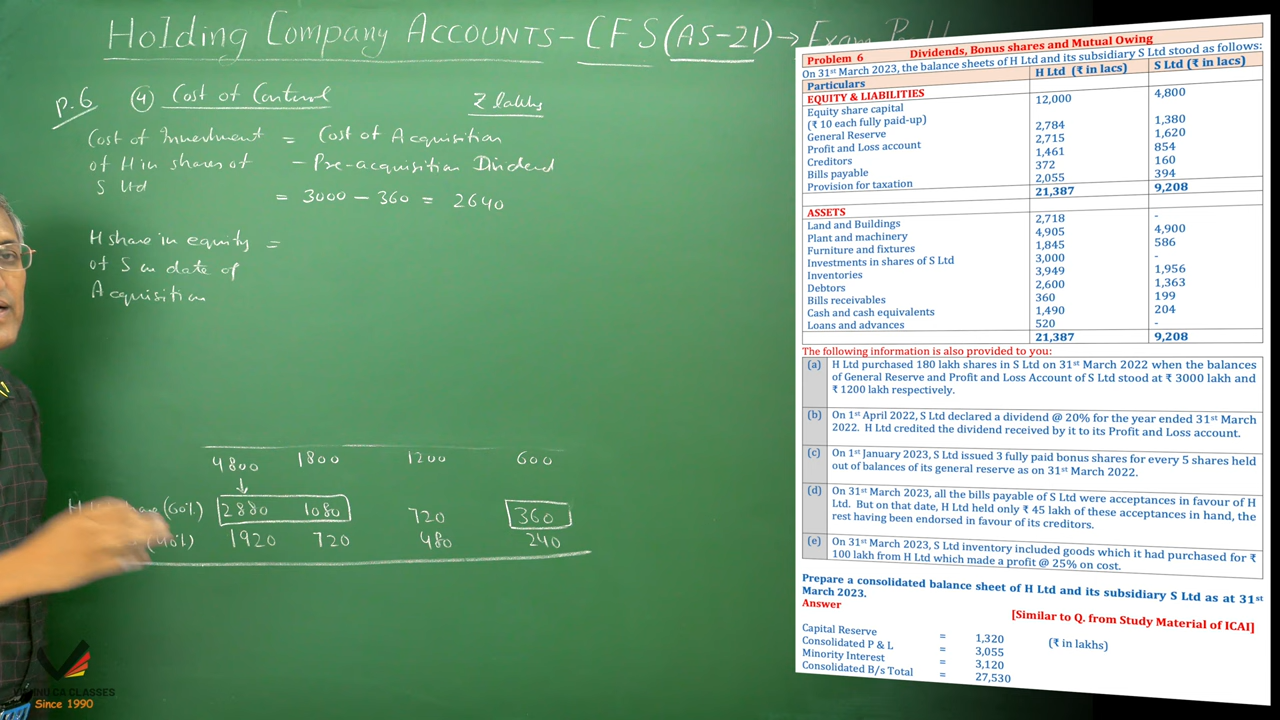 Holding Company Accounts - CFS (AS-21) →
P.6 (4) Cost of Control ₹ lakhs
Cost of Investment = Cost of Acquisition
of H in shares of - Pre-acquisition Dividend
S Ltd
= 3000 - 360 = 2640
H share in equity =
of S on date of
Acquisition
4800 1800 1200 600
(60%) 2880 1080 720 360
(40%) 1920 720 480 240
CA CLASSES
Since 1990
Problem 6 Dividends, Bonus shares and Mutual Owing
On 31st March 2023, the balance sheets of H Ltd and its subsidiary S Ltd stood as follows:
Particulars H Ltd (₹ in lacs) S Ltd (₹ in lacs)
EQUITY & LIABILITIES
Equity share capital 12,000 4,800
(₹ 10 each fully paid-up)
General Reserve 2,784 1,380
Profit and Loss account 2,715 1,620
Creditors 1,461 854
Bills payable 372 160
Provision for taxation 2,055 394
21,387 9,208
ASSETS
Land and Buildings 2,718 -
Plant and machinery 4,905 4,900
Furniture and fixtures 1,845 586
Investments in shares of S Ltd 3,000 -
Inventories 3,949 1,956
Debtors 2,600 1,363
Bills receivables 360 199
Cash and cash equivalents 1,490 204
Loans and advances 520 -
21,387 9,208
The following information is also provided to you:
(a) H Ltd purchased 180 lakh shares in S Ltd on 31st March 2022 when the balances
of General Reserve and Profit and Loss Account of S Ltd stood at ₹ 3000 lakh and
₹ 1200 lakh respectively.
(b) On 1st April 2022, S Ltd declared a dividend @ 20% for the year ended 31st March
2022. H Ltd credited the dividend received by it to its Profit and Loss account.
(c) On 1st January 2023, S Ltd issued 3 fully paid bonus shares for every 5 shares held
out of balances of its general reserve as on 31st March 2022.
(d) On 31st March 2023, all the bills payable of S Ltd were acceptances in favour of H
Ltd. But on that date, H Ltd held only ₹ 45 lakh of these acceptances in hand, the
rest having been endorsed in favour of its creditors.
(e) On 31st March 2023, S Ltd inventory included goods which it had purchased for ₹
100 lakh from H Ltd which made a profit @ 25% on cost.
Prepare a consolidated balance sheet of H Ltd and its subsidiary S Ltd as at 31st
March 2023.
Answer [Similar to Q. from Study Material of ICAI]
Capital Reserve = 1,320 (₹ in lakhs)
Consolidated P & L = 3,055
Minority Interest = 3,120
Consolidated B/s Total = 27,530